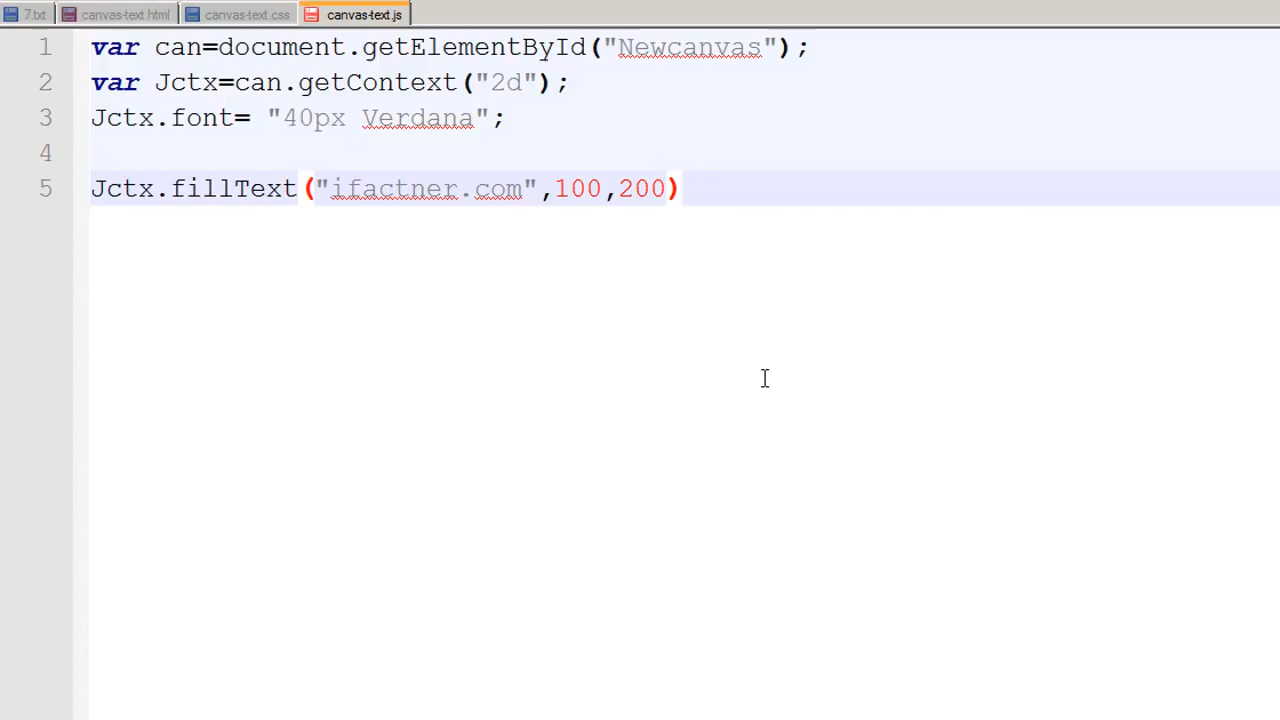 7.txt canvas-text.html canvas-text.css canvas-text.js
1 var can=document.getElementById("Newcanvas");
2 var Jctx=can.getContext("2d");
3 Jctx.font= "40px Verdana";
4
5 Jctx.fillText("ifactner.com",100,200)